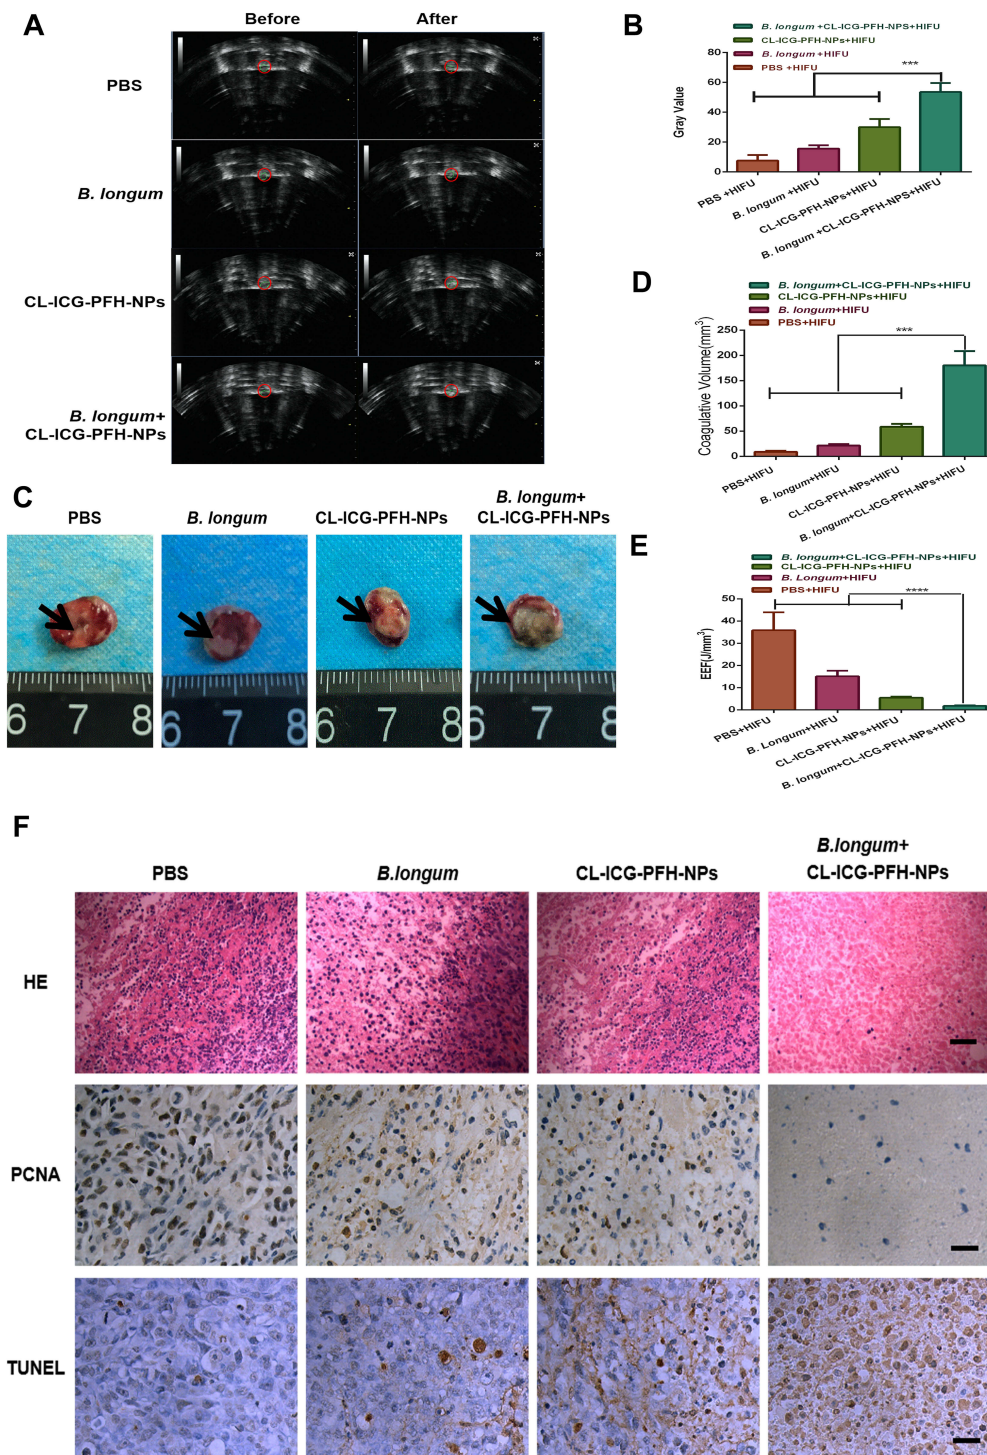 A
Before
After
PBS
B. longum
CL-ICG-PFH-NPs
B. longum+
CL-ICG-PFH-NPs
B
B. longum +CL-ICG-PFH-NPS+HIFU
CL-ICG-PFH-NPs+HIFU
B. longum +HIFU
PBS +HIFU
Gray Value
80
60
40
20
0
***
PBS +HIFU
B. longum +HIFU
CL-ICG-PFH-NPs+HIFU
B. longum +CL-ICG-PFH-NPS+HIFU
D
B. longum+CL-ICG-PFH-NPs+HIFU
CL-ICG-PFH-NPs+HIFU
B. longum+HIFU
PBS+HIFU
Coagulative Volume(mm3)
250
200
150
100
50
0
***
PBS+HIFU
B. longum+HIFU
CL-ICG-PFH-NPs+HIFU
B. longum+CL-ICG-PFH-NPs+HIFU
C
PBS
B. longum
CL-ICG-PFH-NPs
B. longum+
CL-ICG-PFH-NPs
6 7 8
6 7 8
6 7 8
6 7 8
E
B. longum+CL-ICG-PFH-NPs+HIFU
CL-ICG-PFH-NPs+HIFU
B. Longum+HIFU
PBS+HIFU
EEF(J/mm3)
50
40
30
20
10
0
****
PBS+HIFU
B. Longum+HIFU
CL-ICG-PFH-NPs+HIFU
B. longum+CL-ICG-PFH-NPs+HIFU
F
PBS
B.longum
CL-ICG-PFH-NPs
B.longum+
CL-ICG-PFH-NPs
HE
PCNA
TUNEL